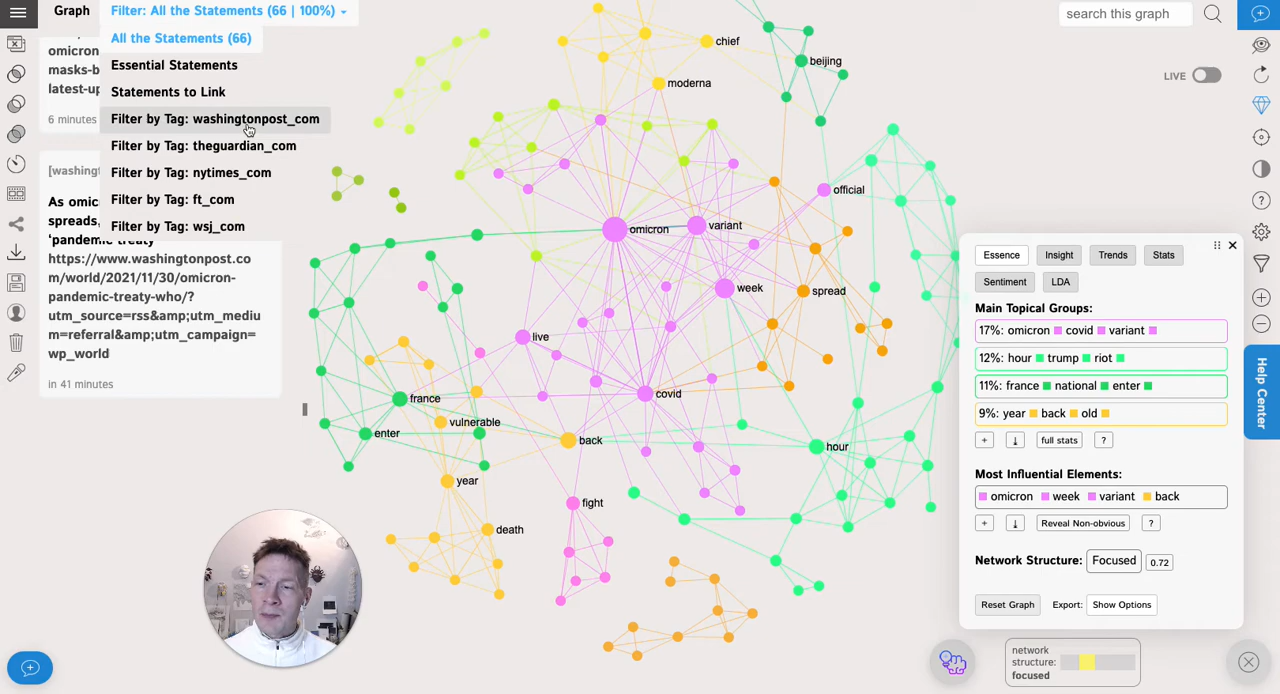 Graph
Filter: All the Statements (66 | 100%)
search this graph
All the Statements (66)
Essential Statements
Statements to Link
Filter by Tag: washingtonpost_com
Filter by Tag: theguardian_com
Filter by Tag: nytimes_com
Filter by Tag: ft_com
Filter by Tag: wsj_com
omicron
masks-b
latest-up
6 minutes
[washingt
As omic
spreads,
'pandemic treaty'
https://www.washingtonpost.co
m/world/2021/11/30/omicron-
pandemic-treaty-who/?
utm_source=rss&amp;utm_mediu
m=referral&amp;utm_campaign=
wp_world
in 41 minutes
chief
beijing
moderna
official
omicron
variant
week
spread
live
covid
france
vulnerable
enter
back
hour
year
fight
death
LIVE
Essence
Insight
Trends
Stats
Sentiment
LDA
Main Topical Groups:
17%: omicron covid variant
12%: hour trump riot
11%: france national enter
9%: year back old
+
full stats
?
Most Influential Elements:
omicron week variant back
+
Reveal Non-obvious
?
Network Structure: Focused 0.72
Reset Graph
Export: Show Options
Help Center
network
structure:
focused